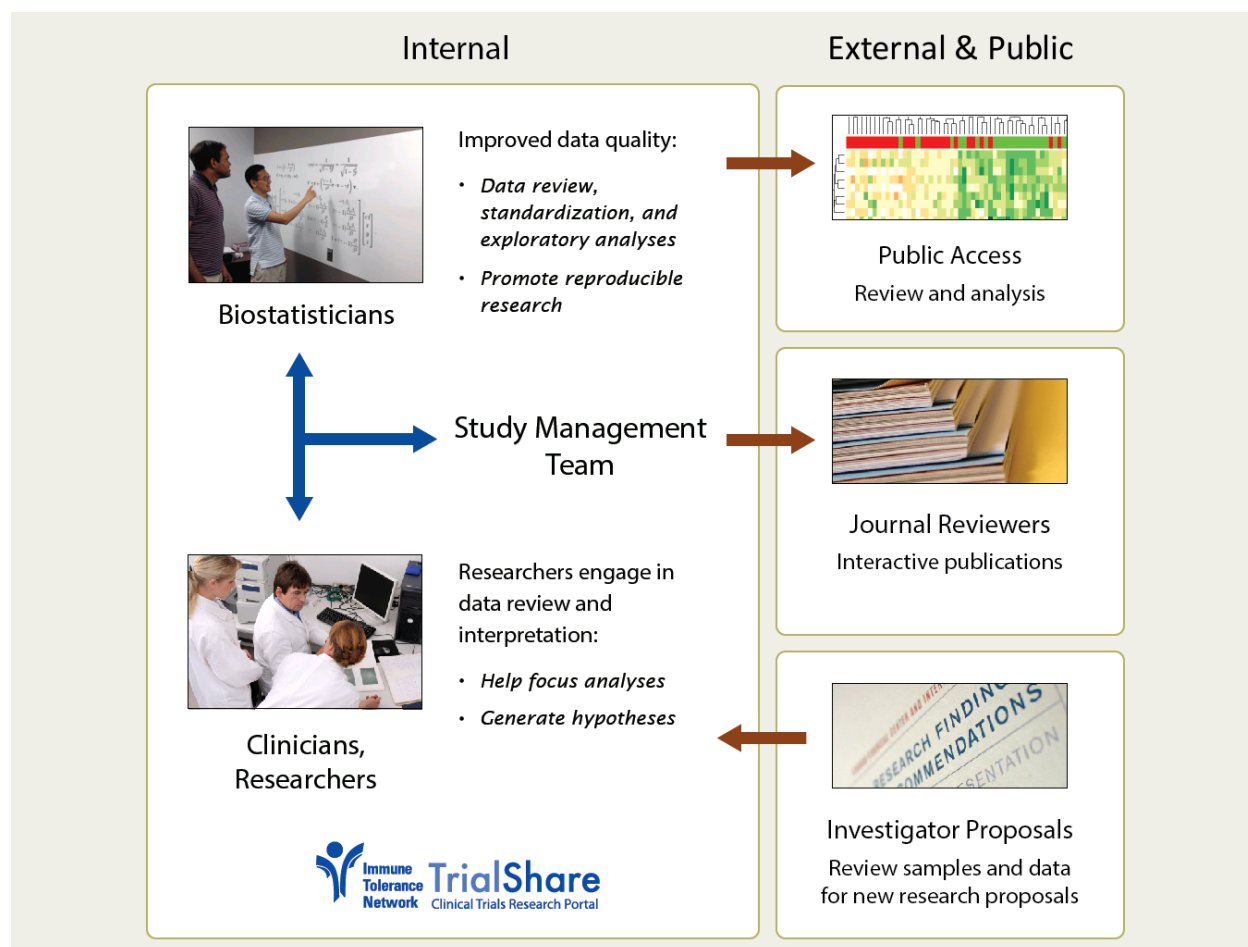 Internal
External & Public
Improved data quality:
• Data review,
standardization, and
exploratory analyses
• Promote reproducible
research
Biostatisticians
Public Access
Review and analysis
Study Management
Team
Journal Reviewers
Interactive publications
Researchers engage in
data review and
interpretation:
• Help focus analyses
• Generate hypotheses
Clinicians,
Researchers
RESEARCH FINDING
COMMENDATIONS
ESENTATION
Investigator Proposals
Review samples and data
for new research proposals
Immune
Tolerance
Network
TrialShare
Clinical Trials Research Portal